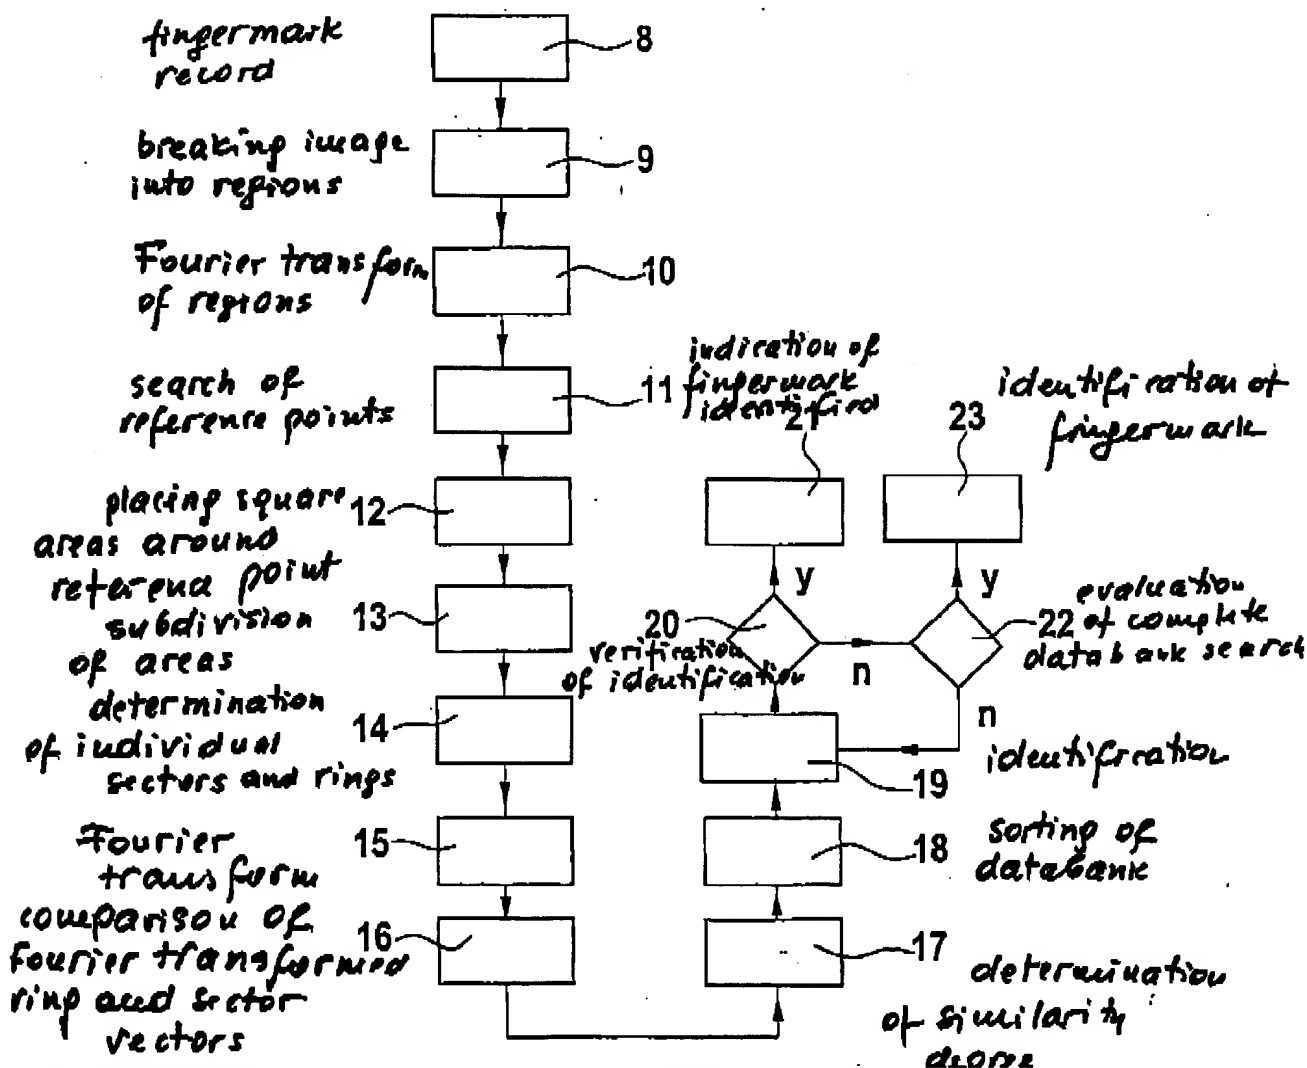 fingermark
record
8
breaking image
into regions
9
Fourier transform
of regions
10
search of
reference points
11
placing square
areas around
reference point
12
subdivision
of areas
13
determination
of individual
sectors and rings
14
Fourier
transform
15
comparison of
Fourier transformed
ring and sector
vectors
16
determination
of similarity
degree
17
sorting of
databank
18
identification
19
verification
of identification
20
y
n
indication of
fingermark
identified
21
evaluation
of complete
databank search
22
y
n
identification of
fingermark
23